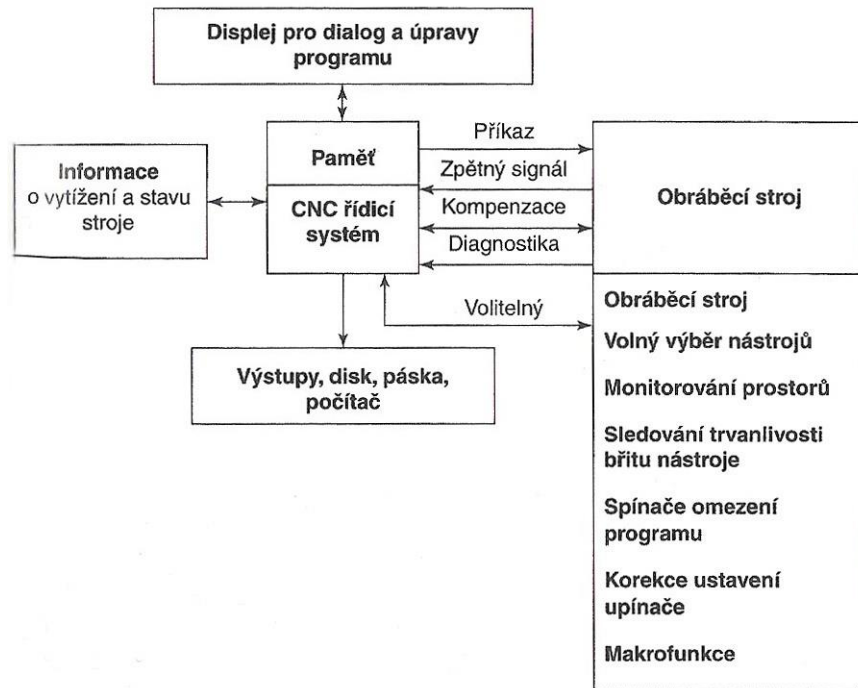 Displej pro dialog a úpravy
programu
Informace
o vytížení a stavu
stroje
Paměť
CNC řídicí
systém
Příkaz
Zpětný signál
Kompenzace
Diagnostika
Volitelný
Obráběcí stroj
Výstupy, disk, páska,
počítač
Obráběcí stroj
Volný výběr nástrojů
Monitorování prostorů
Sledování trvanlivosti
břitu nástroje
Spínače omezení
programu
Korekce ustavení
upínače
Makrofunkce